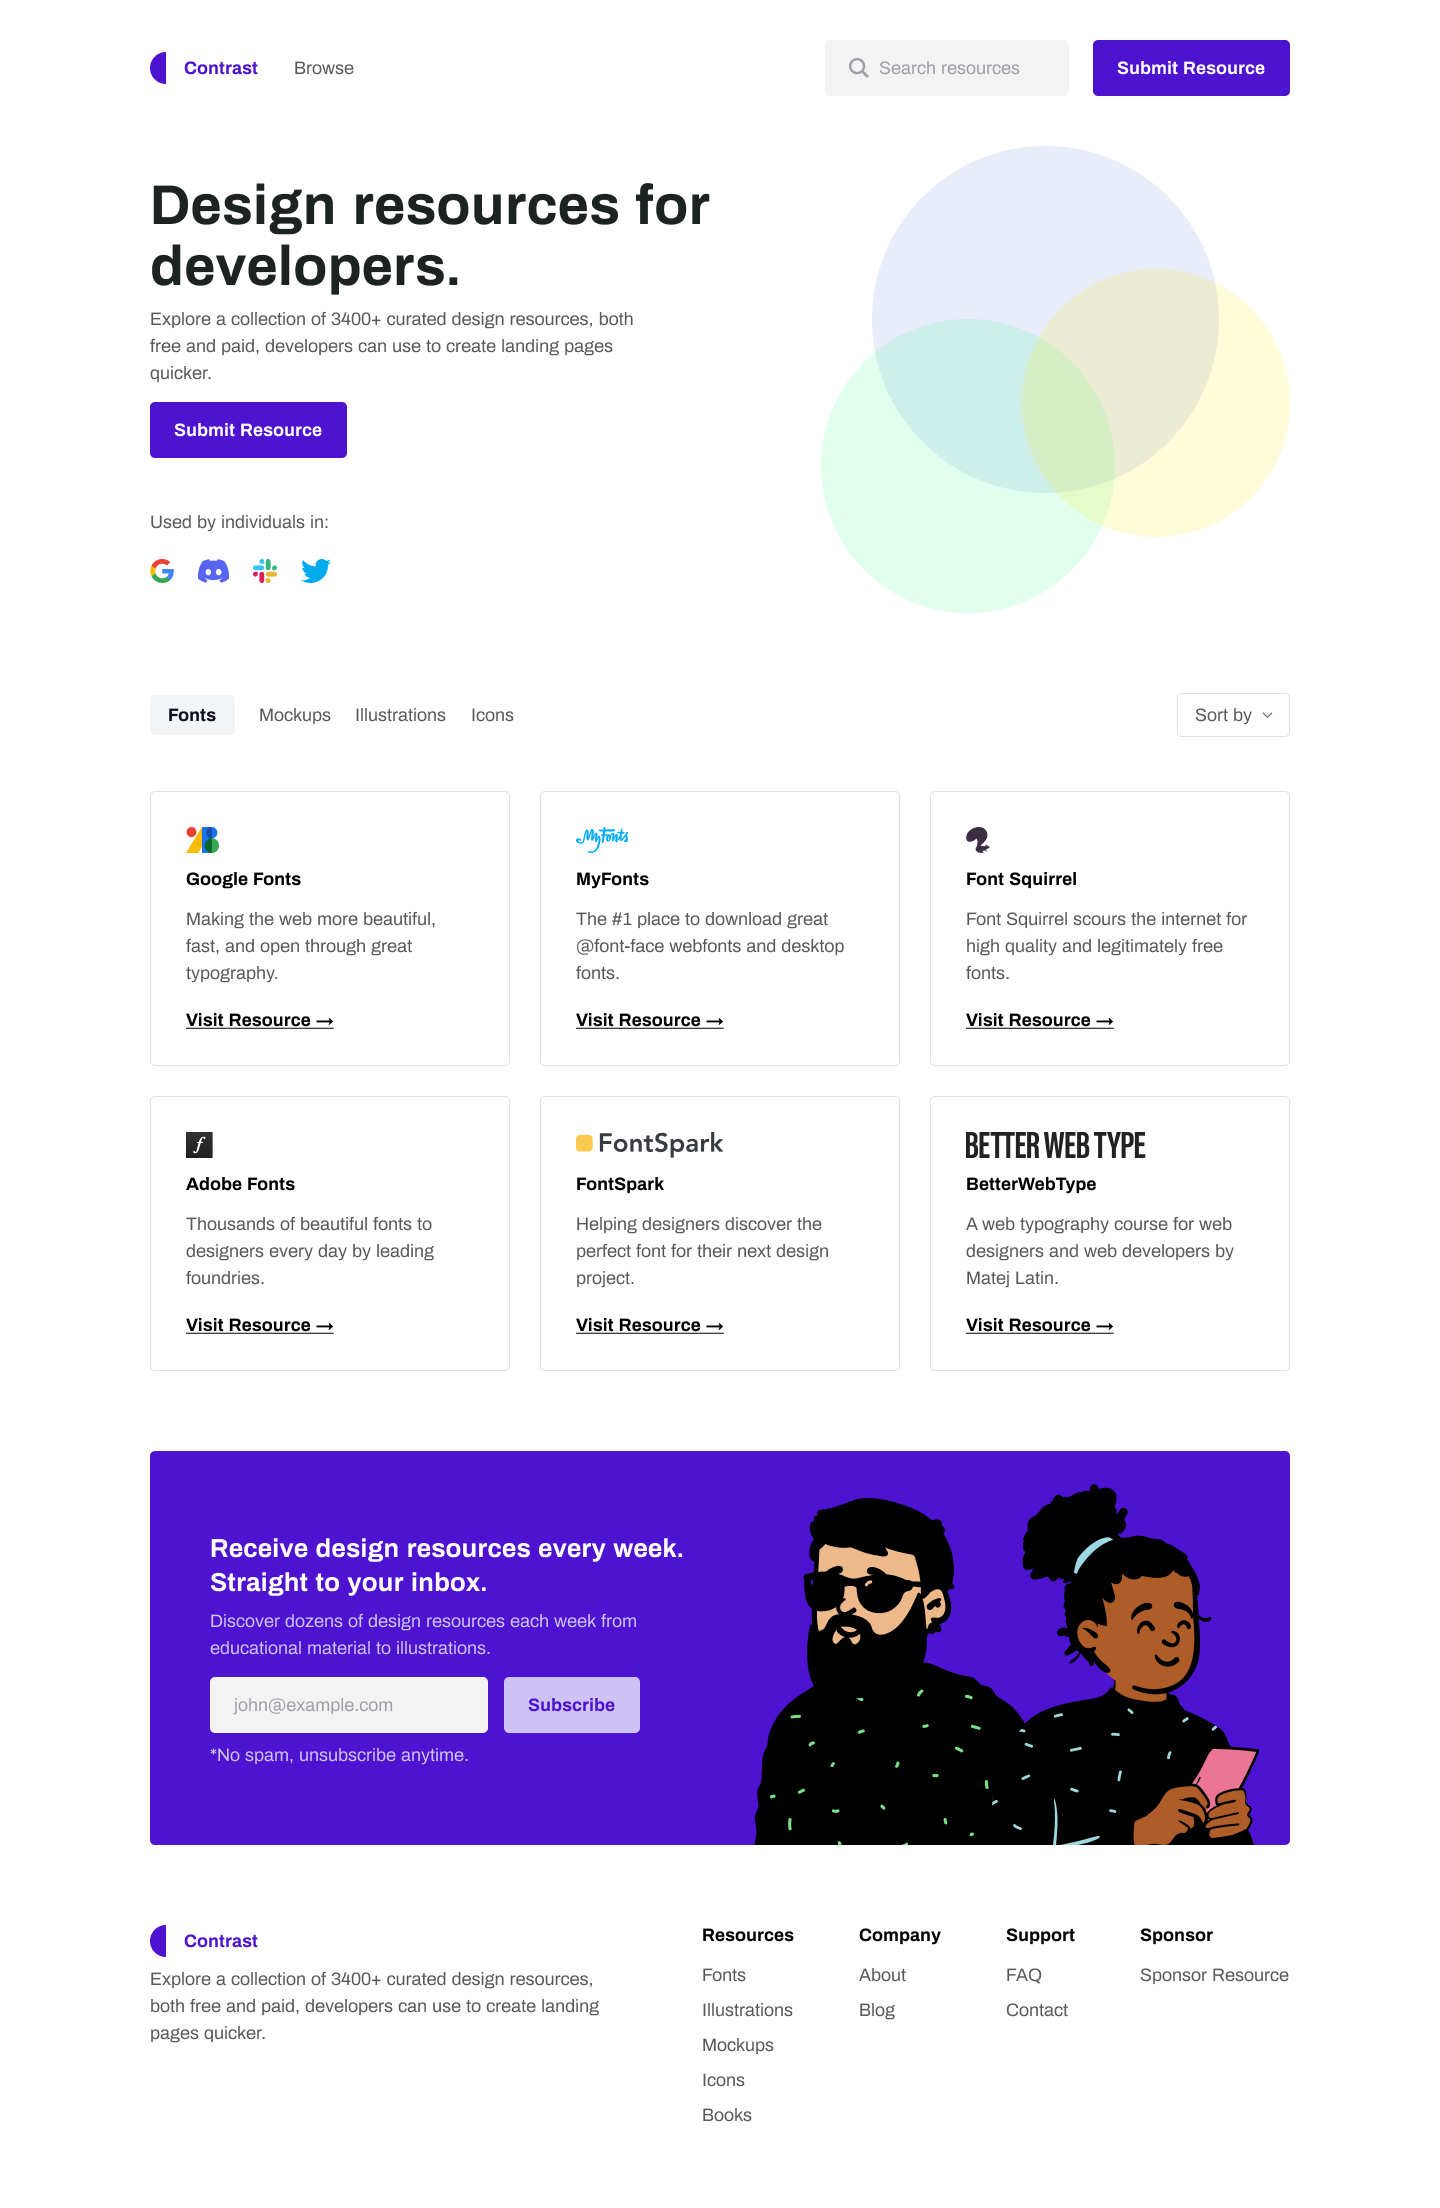 Contrast
Browse
Search resources
Submit Resource
Design resources for
developers.
Explore a collection of 3400+ curated design resources, both
free and paid, developers can use to create landing pages
quicker.
Submit Resource
Used by individuals in:
Fonts
Mockups
Illustrations
Icons
Sort by
MyFonts
Google Fonts
Making the web more beautiful,
fast, and open through great
typography.
Visit Resource →
MyFonts
The #1 place to download great
@font-face webfonts and desktop
fonts.
Visit Resource →
Font Squirrel
Font Squirrel scours the internet for
high quality and legitimately free
fonts.
Visit Resource →
f
Adobe Fonts
Thousands of beautiful fonts to
designers every day by leading
foundries.
Visit Resource →
FontSpark
FontSpark
Helping designers discover the
perfect font for their next design
project.
Visit Resource →
BETTER WEB TYPE
BetterWebType
A web typography course for web
designers and web developers by
Matej Latin.
Visit Resource →
Receive design resources every week.
Straight to your inbox.
Discover dozens of design resources each week from
educational material to illustrations.
john@example.com
Subscribe
*No spam, unsubscribe anytime.
Contrast
Explore a collection of 3400+ curated design resources,
both free and paid, developers can use to create landing
pages quicker.
Resources
Fonts
Illustrations
Mockups
Icons
Books
Company
About
Blog
Support
FAQ
Contact
Sponsor
Sponsor Resource